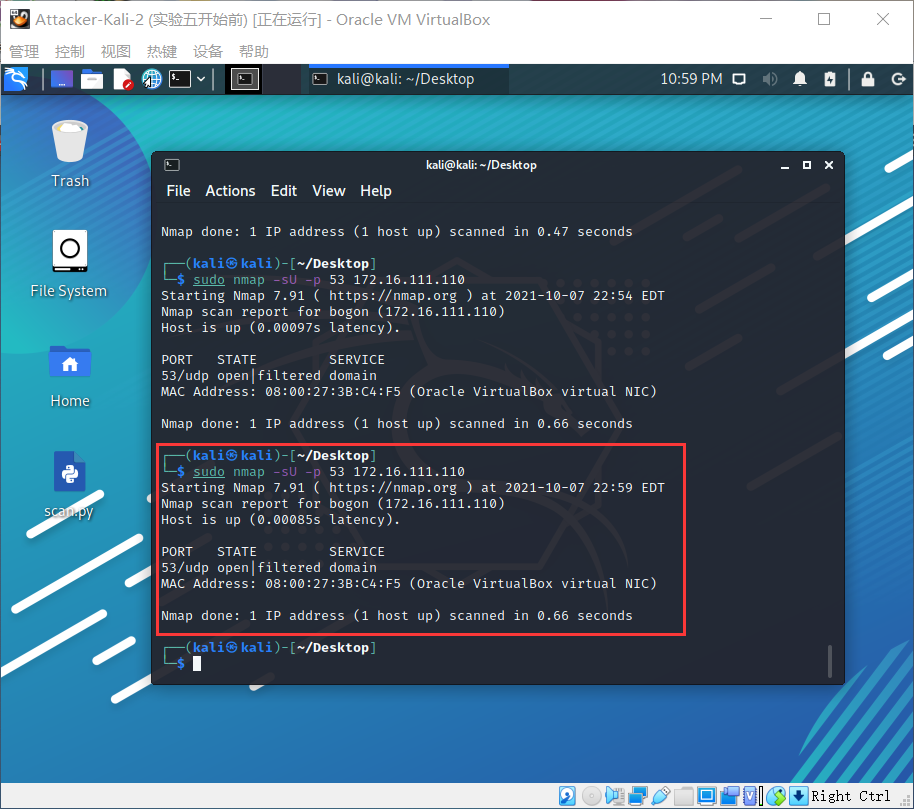 Attacker-Kali-2 (实验五开始前) [正在运行] - Oracle VM VirtualBox
管理 控制 视图 热键 设备 帮助
kali@kali: ~/Desktop 10:59 PM
Trash
File System
Home
scan.py
kali@kali: ~/Desktop
File Actions Edit View Help
Nmap done: 1 IP address (1 host up) scanned in 0.47 seconds
┌──(kali㉿kali)-[~/Desktop]
└─$ sudo nmap -sU -p 53 172.16.111.110
Starting Nmap 7.91 ( https://nmap.org ) at 2021-10-07 22:54 EDT
Nmap scan report for bogon (172.16.111.110)
Host is up (0.00097s latency).
PORT   STATE         SERVICE
53/udp open|filtered domain
MAC Address: 08:00:27:3B:C4:F5 (Oracle VirtualBox virtual NIC)
Nmap done: 1 IP address (1 host up) scanned in 0.66 seconds
┌──(kali㉿kali)-[~/Desktop]
└─$ sudo nmap -sU -p 53 172.16.111.110
Starting Nmap 7.91 ( https://nmap.org ) at 2021-10-07 22:59 EDT
Nmap scan report for bogon (172.16.111.110)
Host is up (0.00085s latency).
PORT   STATE         SERVICE
53/udp open|filtered domain
MAC Address: 08:00:27:3B:C4:F5 (Oracle VirtualBox virtual NIC)
Nmap done: 1 IP address (1 host up) scanned in 0.66 seconds
┌──(kali㉿kali)-[~/Desktop]
└─$
Right Ctrl